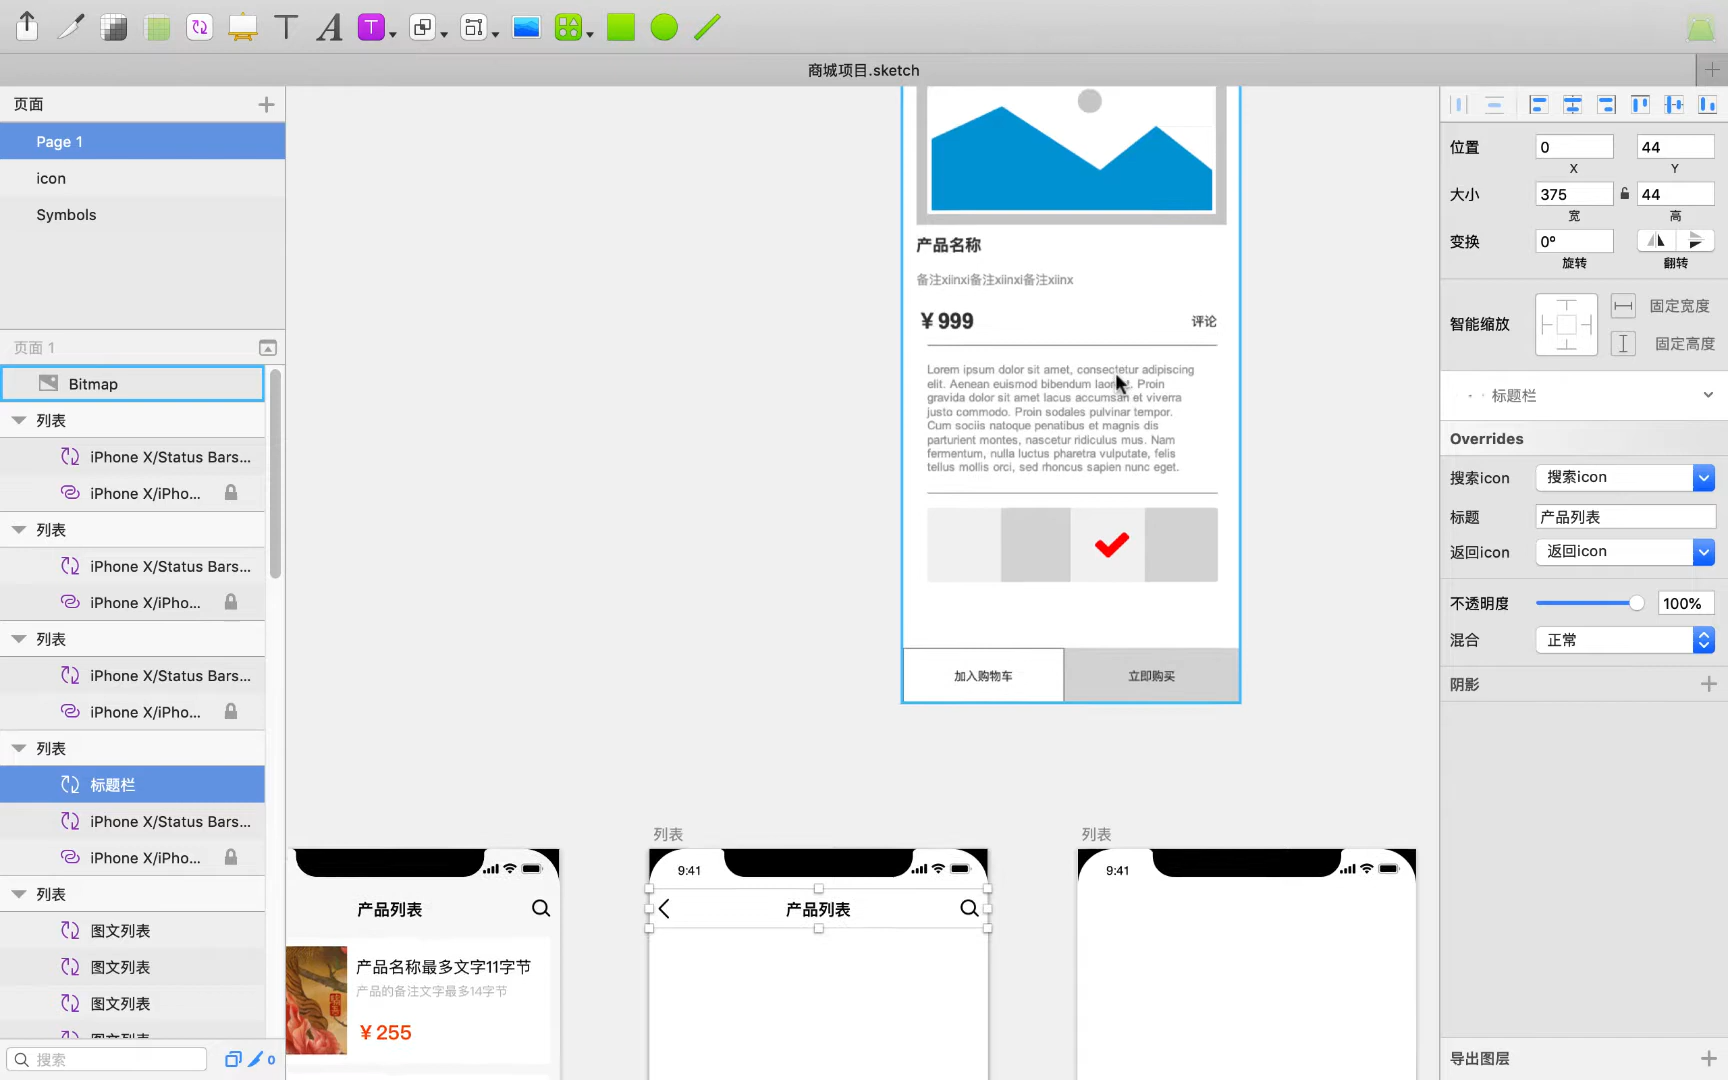 商城项目.sketch
页面
Page 1
icon
Symbols
页面 1
Bitmap
列表
iPhone X/Status Bars...
iPhone X/iPho...
列表
iPhone X/Status Bars...
iPhone X/iPho...
列表
iPhone X/Status Bars...
iPhone X/iPho...
列表
标题栏
iPhone X/Status Bars...
iPhone X/iPho...
列表
图文列表
图文列表
图文列表
图文列表
搜索
0
产品名称
备注xiinxi备注xiinxi备注xiinx
¥ 999
评论
Lorem ipsum dolor sit amet, consectetur adipiscing
elit. Aenean euismod bibendum Proin
gravida dolor sit amet lacus accumsan et viverra
justo commodo. Proin sodales pulvinar tempor.
Cum sociis natoque penatibus et magnis dis
parturient montes, nascetur ridiculus mus. Nam
fermentum, nulla luctus pharetra vulputate, felis
tellus mollis orci, sed rhoncus sapien nunc eget.
加入购物车
立即购买
产品列表
产品名称最多文字11字节
产品的备注文字最多14字节
¥ 255
列表
9:41
产品列表
列表
9:41
位置
0
44
X
Y
大小
375
44
宽
高
变换
0°
旋转
翻转
智能缩放
固定宽度
固定高度
标题栏
Overrides
搜索icon
搜索icon
标题
产品列表
返回icon
返回icon
不透明度
100%
混合
正常
阴影
导出图层